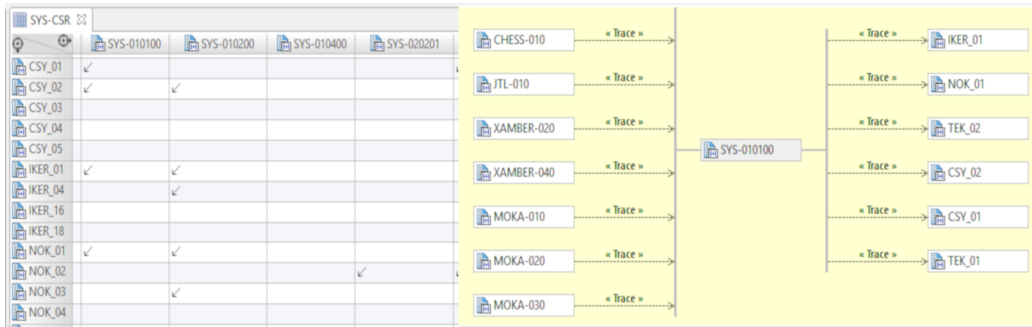 SYS-CSR
SYS-010100 SYS-010200 SYS-010400 SYS-020201
CSY_01
CSY_02
CSY_03
CSY_04
CSY_05
IKER_01
IKER_04
IKER_16
IKER_18
NOK_01
NOK_02
NOK_03
NOK_04
CHESS-010 « Trace »
JTL-010 « Trace »
XAMBER-020 « Trace »
XAMBER-040 « Trace »
MOKA-010 « Trace »
MOKA-020 « Trace »
MOKA-030 « Trace »
SYS-010100
« Trace » IKER_01
« Trace » NOK_01
« Trace » TEK_02
« Trace » CSY_02
« Trace » CSY_01
« Trace » TEK_01